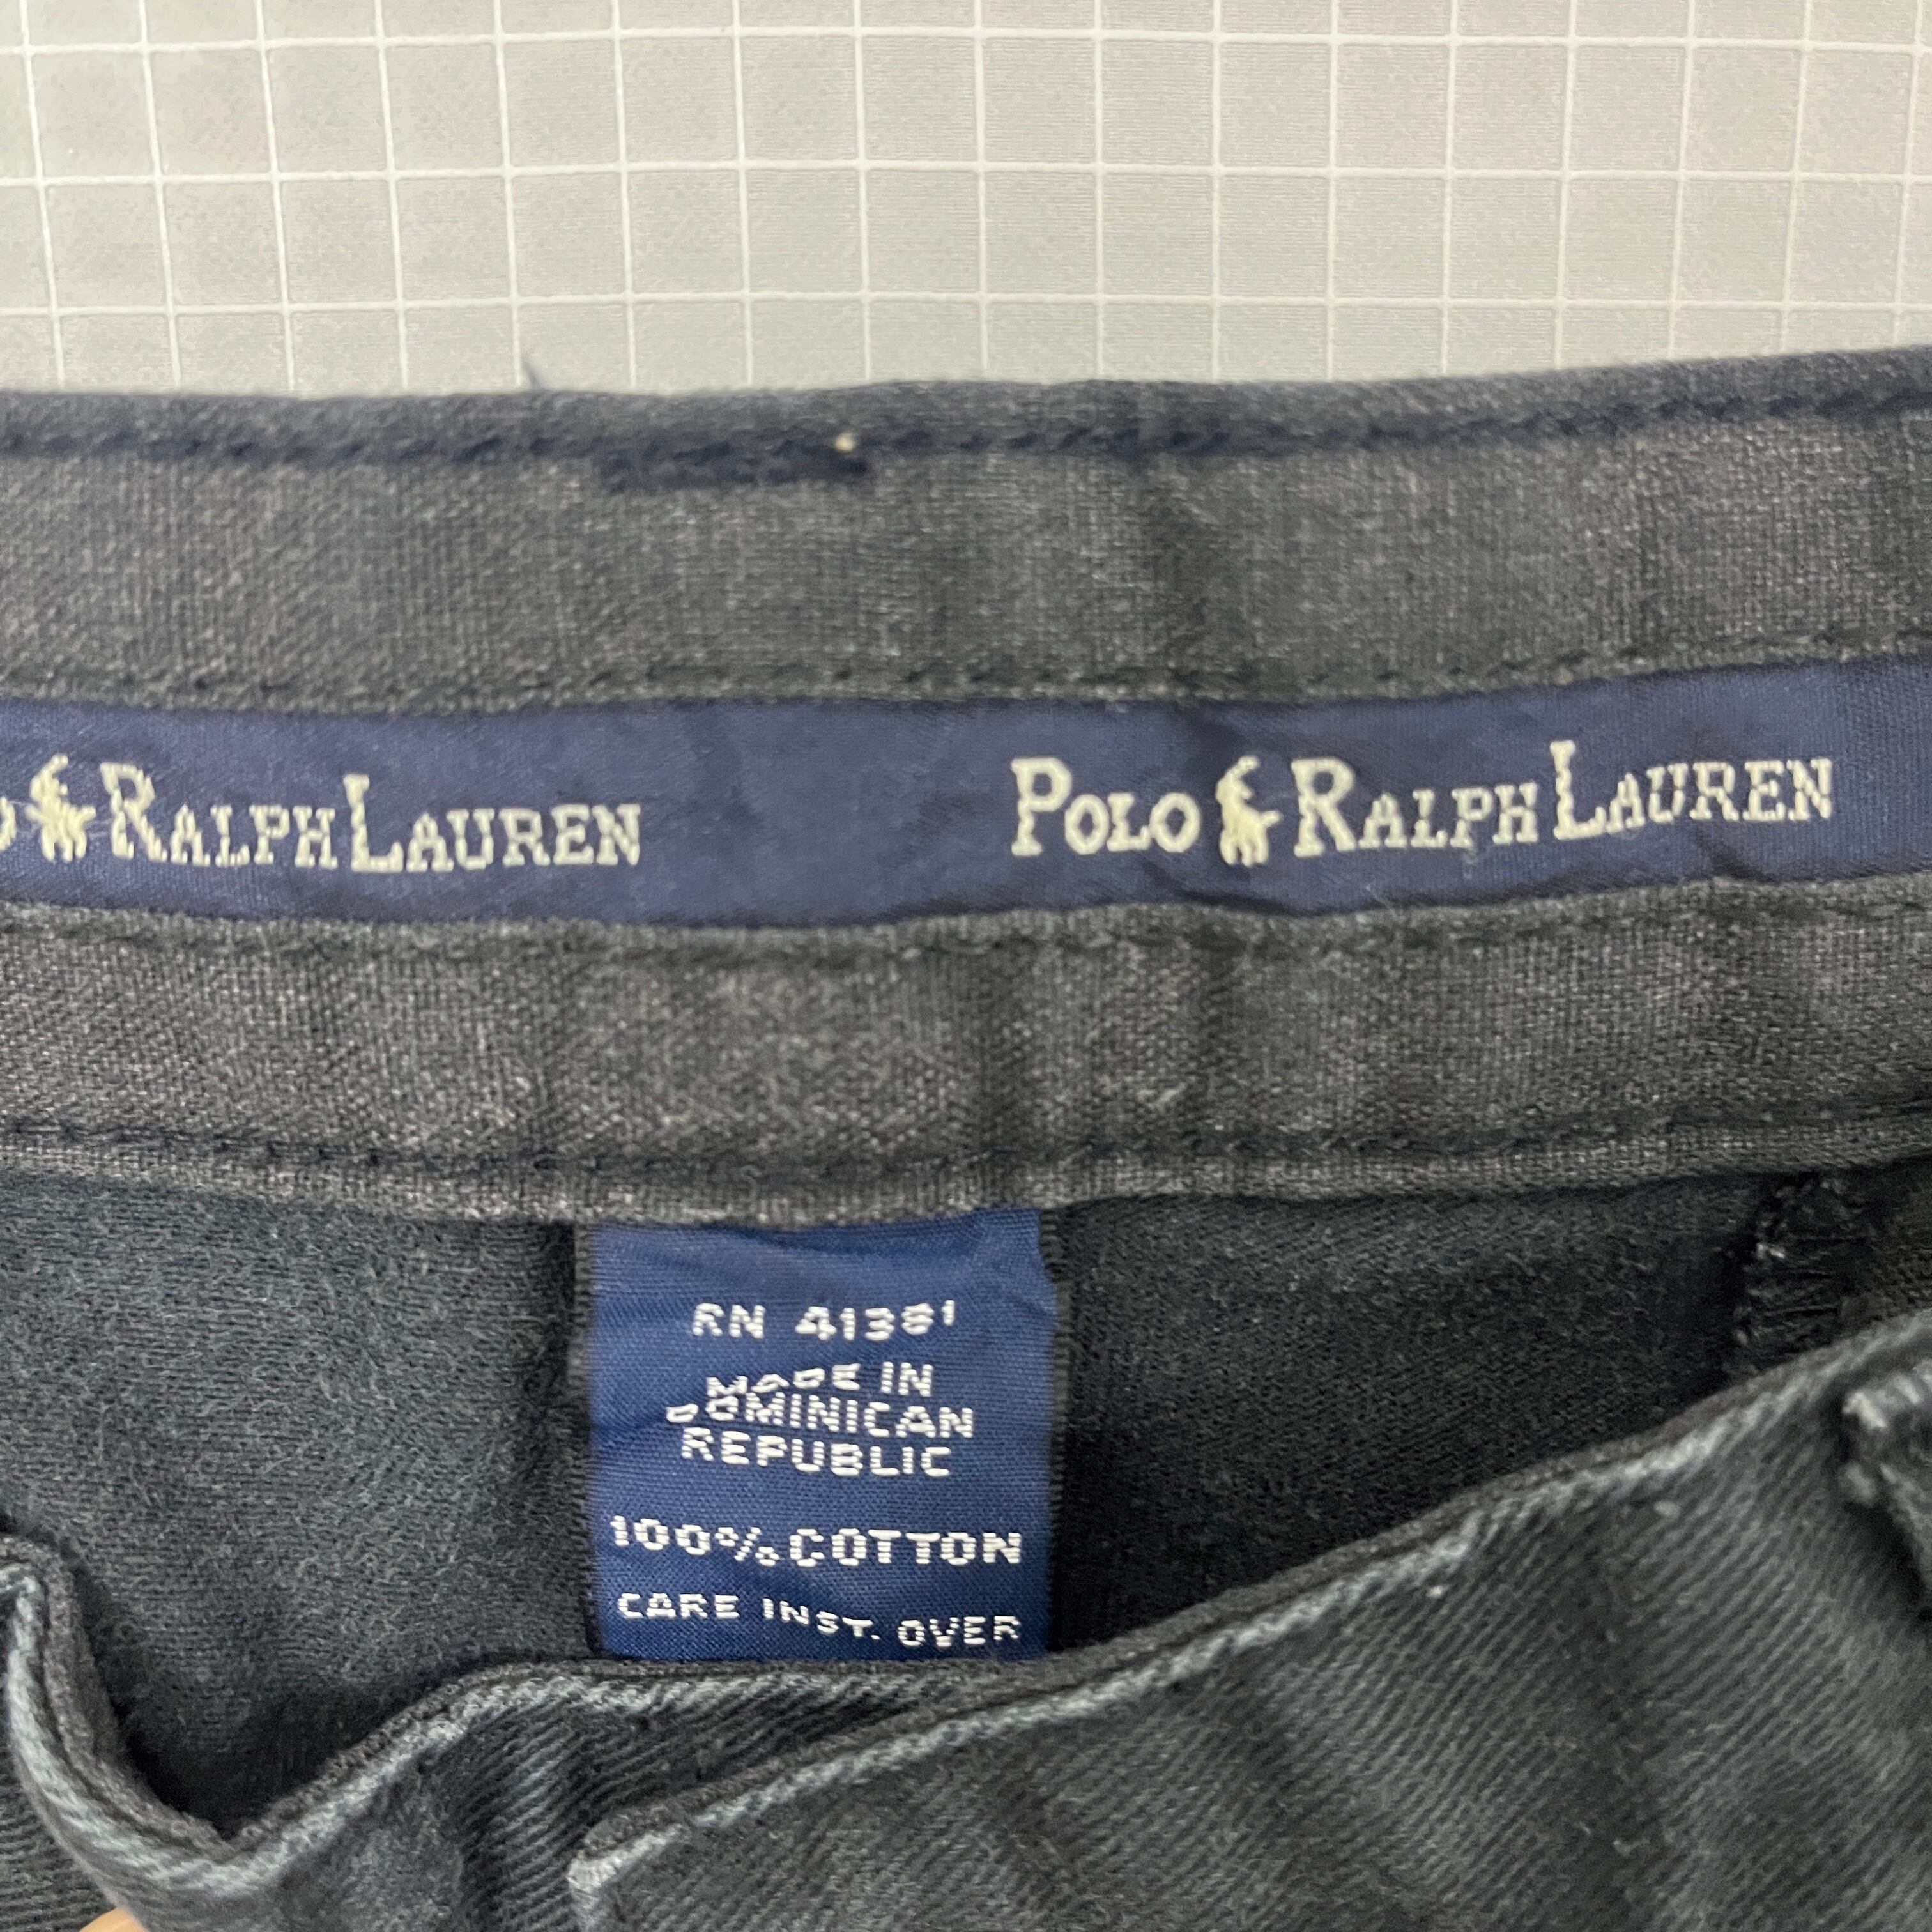 RALPH LAUREN
POLO RALPH LAUREN
RN 41381
MADE IN
DOMINICAN
REPUBLIC
100% COTTON
CARE INST. OVER